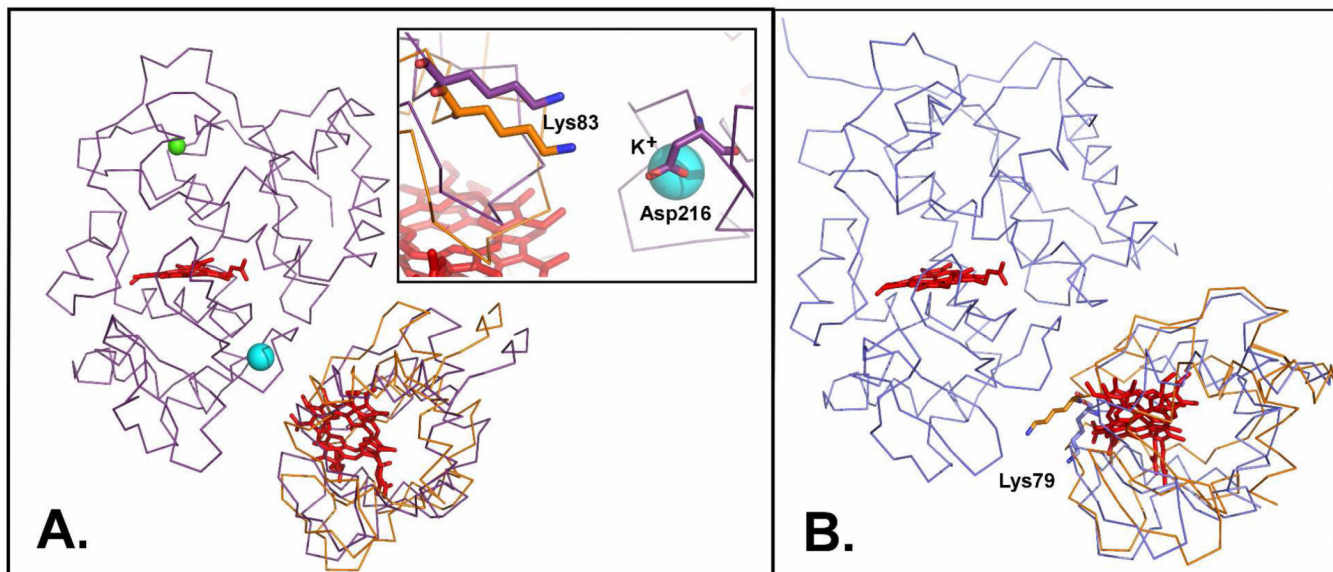 Lys83
K+
Asp216
A.
Lys79
B.